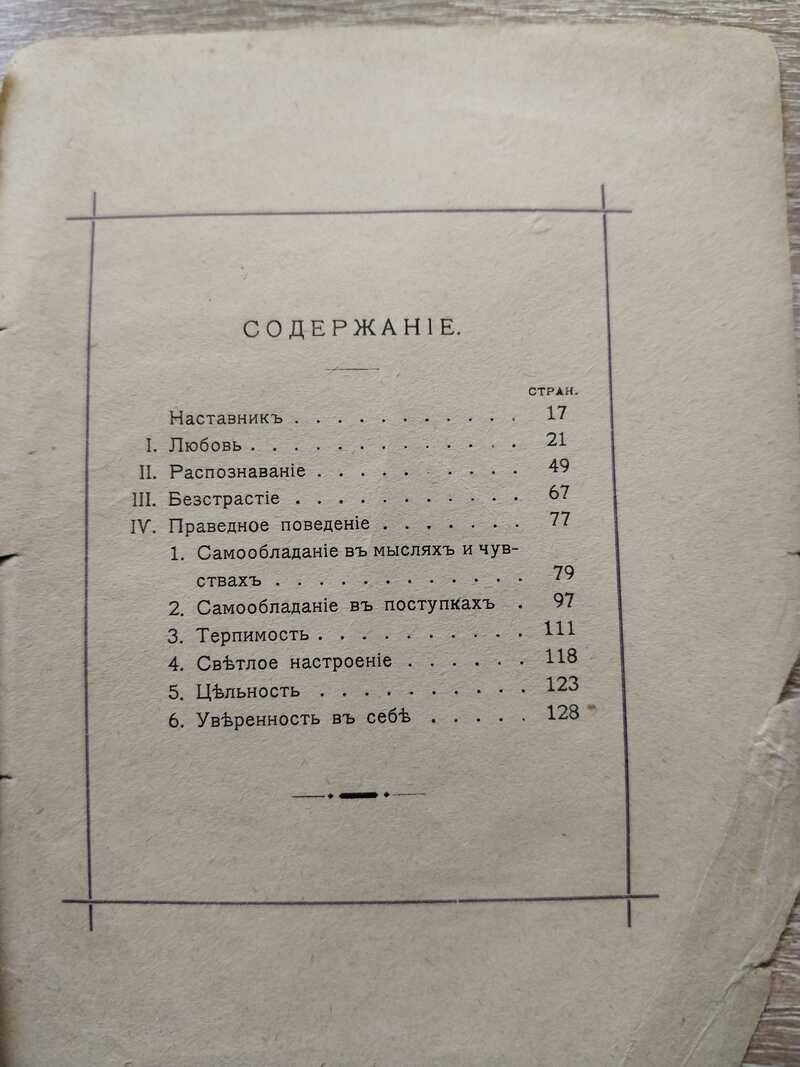 СОДЕРЖАНІЕ.
СТРАН.
Наставникъ . . . . . . . . . . . 17
I. Любовь . . . . . . . . . . . . . 21
II. Распознаваніе . . . . . . . . . 49
III. Безстрастіе . . . . . . . . . . . 67
IV. Праведное поведеніе . . . . . . . 77
1. Самообладаніе въ мысляхъ и чув-
ствахъ . . . . . . . . . . . . 79
2. Самообладаніе въ поступкахъ . 97
3. Терпимость . . . . . . . . . . 111
4. Свѣтлое настроеніе . . . . . . 118
5. Цѣльность . . . . . . . . . . 123
6. Увѣренность въ себѣ . . . . . 128